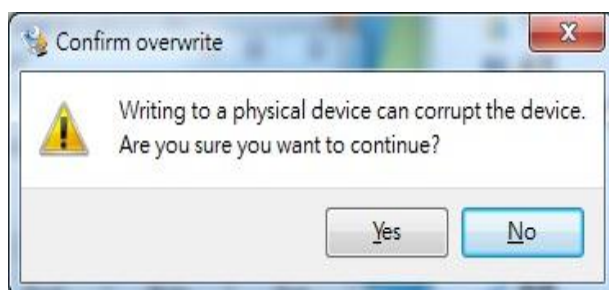 Confirm overwrite
Writing to a physical device can corrupt the device.
Are you sure you want to continue?
Yes
No